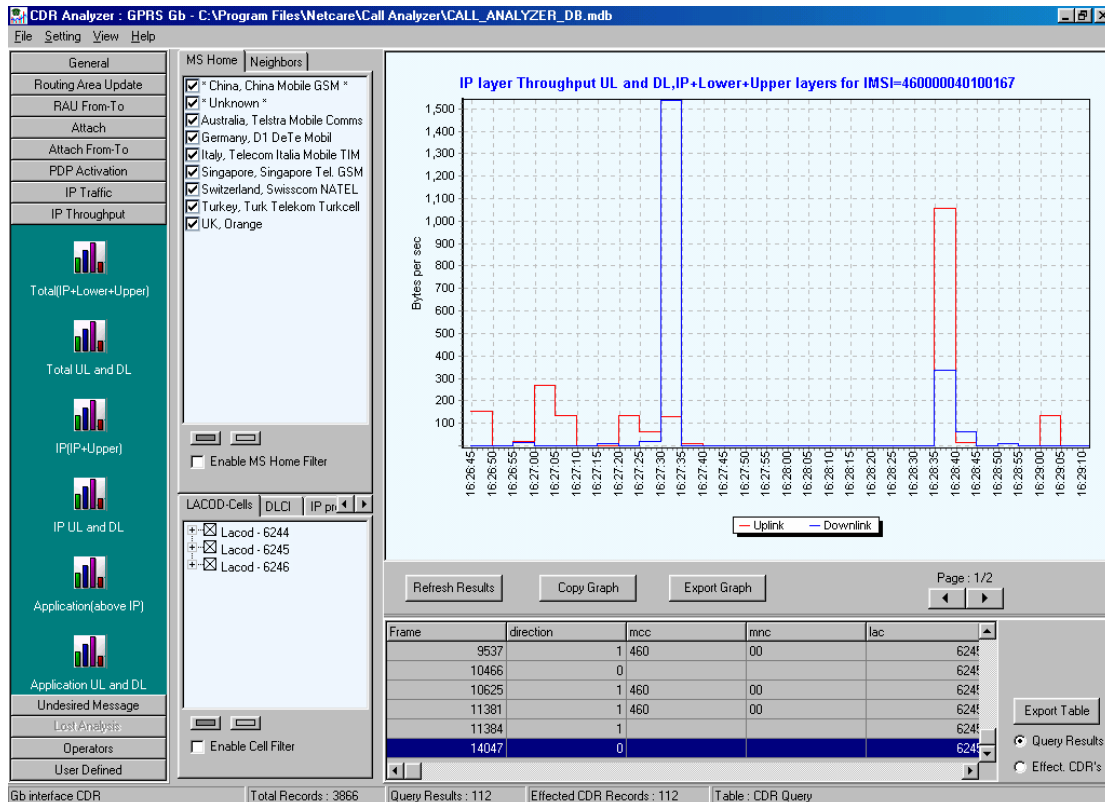 CDR Analyzer : GPRS Gb - C:\Program Files\Netcare\Call Analyzer\CALL_ANALYZER_DB.mdb
File Setting View Help
General
Routing Area Update
RAU From-To
Attach
Attach From-To
PDP Activation
IP Traffic
IP Throughput
Total(IP+Lower+Upper)
Total UL and DL
IP(IP+Upper)
IP UL and DL
Application(above IP)
Application UL and DL
Undesired Message
Lost Analysis
Operators
User Defined
MS Home Neighbors
* China, China Mobile GSM *
* Unknown *
Australia, Telstra Mobile Comms
Germany, D1 DeTe Mobil
Italy, Telecom Italia Mobile TIM
Singapore, Singapore Tel. GSM
Switzerland, Swisscom NATEL
Turkey, Turk Telekom Turkcell
UK, Orange
Enable MS Home Filter
LACOD-Cells DLCI IP pr
Lacod - 6244
Lacod - 6245
Lacod - 6246
Enable Cell Filter
IP layer Throughput UL and DL,IP+Lower+Upper layers for IMSI=460000040100167
Bytes per sec
1,500
1,400
1,300
1,200
1,100
1,000
900
800
700
600
500
400
300
200
100
16:26:45
16:26:50
16:26:55
16:27:00
16:27:05
16:27:10
16:27:15
16:27:20
16:27:25
16:27:30
16:27:35
16:27:40
16:27:45
16:27:50
16:27:55
16:28:00
16:28:05
16:28:10
16:28:15
16:28:20
16:28:25
16:28:30
16:28:35
16:28:40
16:28:45
16:28:50
16:28:55
16:29:00
16:29:05
16:29:10
Uplink Downlink
Refresh Results Copy Graph Export Graph
Page : 1/2
Frame direction mcc mnc lac
9537 1 460 00 6245
10466 0 6245
10625 1 460 00 6245
11381 1 460 00 6245
11384 1 6245
14047 0 6245
Export Table
Query Results
Effect. CDR's
Gb interface CDR Total Records : 3866 Query Results : 112 Effected CDR Records : 112 Table : CDR Query